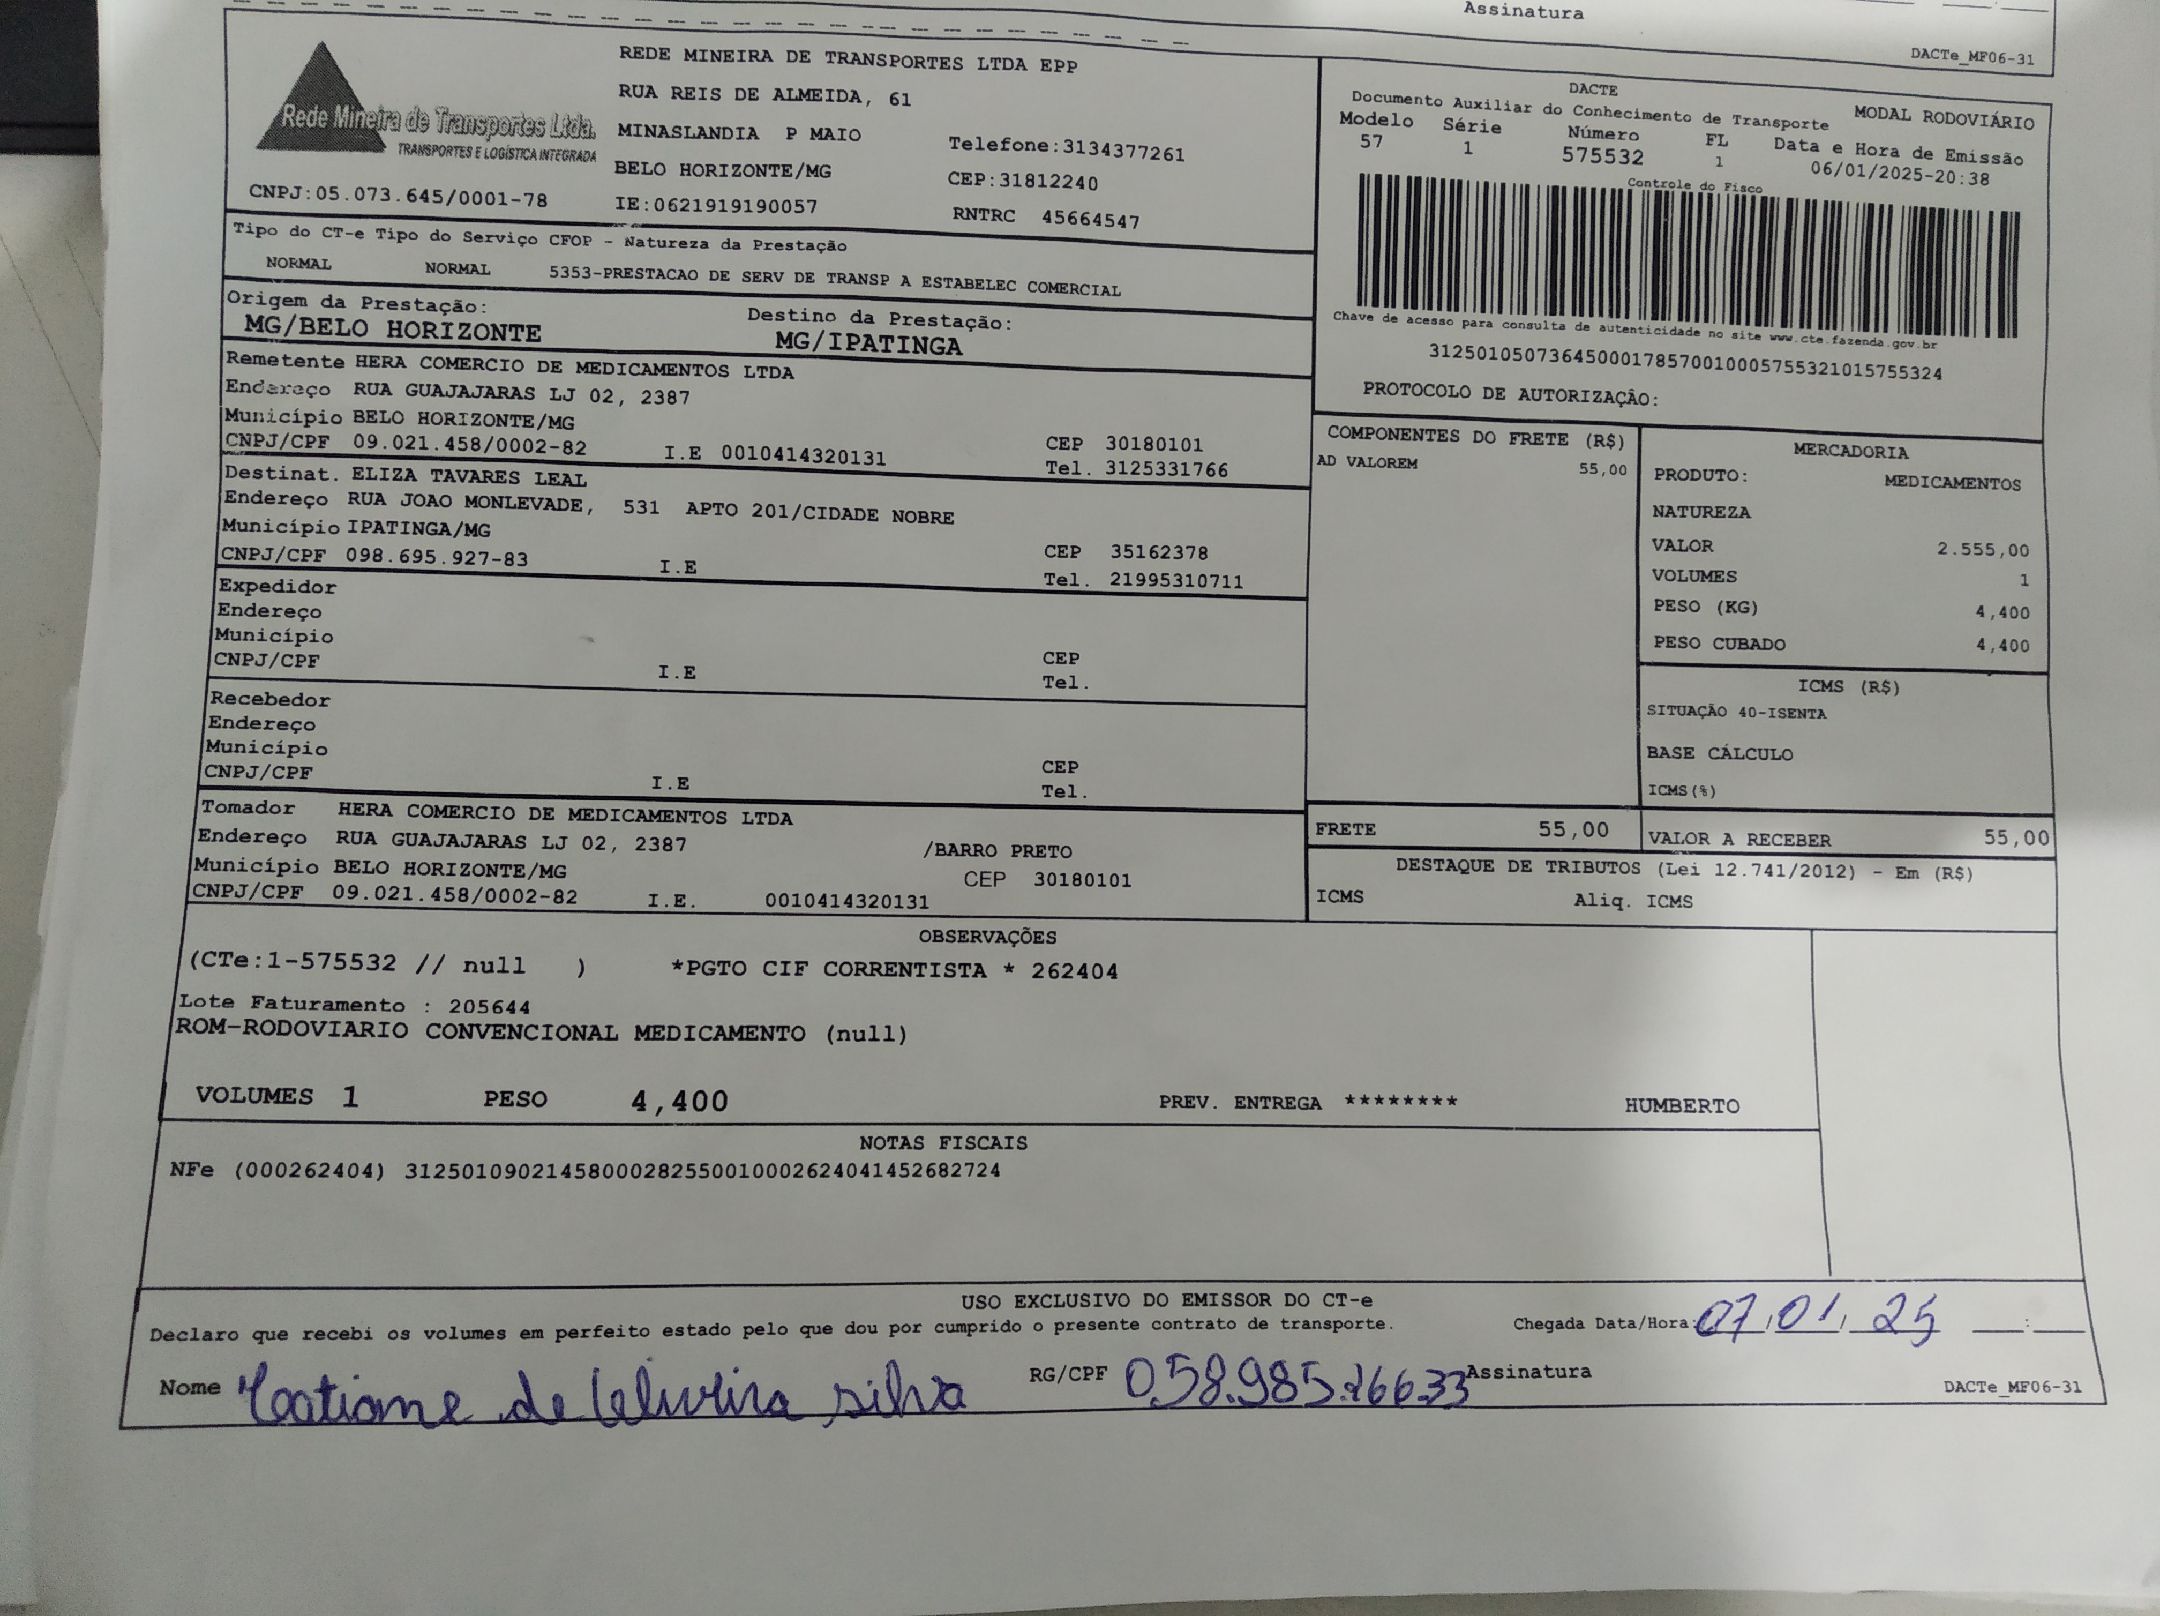 Assinatura
DACTe_MF06-31
Rede Mineira de Transportes Ltda.
TRANSPORTES E LOGÍSTICA INTEGRADA
CNPJ:05.073.645/0001-78
REDE MINEIRA DE TRANSPORTES LTDA EPP
RUA REIS DE ALMEIDA, 61
MINASLANDIA P MAIO Telefone:3134377261
BELO HORIZONTE/MG CEP:31812240
IE:0621919190057 RNTRC 45664547
DACTE
Documento Auxiliar do Conhecimento de Transporte MODAL RODOVIÁRIO
Modelo Série Número FL Data e Hora de Emissão
57 1 575532 1 06/01/2025-20:38
Controle do Fisco
Chave de acesso para consulta de autenticidade no site www.cte.fazenda.gov.br
31250105073645000178570010005755321015755324
PROTOCOLO DE AUTORIZAÇÂO:
Tipo do CT-e Tipo do Serviço CFOP - Natureza da Prestação
NORMAL NORMAL 5353-PRESTACAO DE SERV DE TRANSP A ESTABELEC COMERCIAL
Origem da Prestação: Destino da Prestação:
MG/BELO HORIZONTE MG/IPATINGA
Remetente HERA COMERCIO DE MEDICAMENTOS LTDA
Endereço RUA GUAJAJARAS LJ 02, 2387
Município BELO HORIZONTE/MG CEP 30180101
CNPJ/CPF 09.021.458/0002-82 I.E 0010414320131 Tel. 3125331766
Destinat. ELIZA TAVARES LEAL
Endereço RUA JOAO MONLEVADE, 531 APTO 201/CIDADE NOBRE
Município IPATINGA/MG CEP 35162378
CNPJ/CPF 098.695.927-83 I.E Tel. 21995310711
Expedidor
Endereço
Município CEP
CNPJ/CPF I.E Tel.
Recebedor
Endereço
Município CEP
CNPJ/CPF I.E Tel.
Tomador HERA COMERCIO DE MEDICAMENTOS LTDA
Endereço RUA GUAJAJARAS LJ 02, 2387 /BARRO PRETO
Município BELO HORIZONTE/MG CEP 30180101
CNPJ/CPF 09.021.458/0002-82 I.E. 0010414320131
COMPONENTES DO FRETE (R$)
AD VALOREM 55,00
MERCADORIA
PRODUTO: MEDICAMENTOS
NATUREZA
VALOR 2.555,00
VOLUMES 1
PESO (KG) 4,400
PESO CUBADO 4,400
ICMS (R$)
SITUAÇÃO 40-ISENTA
BASE CÁLCULO
ICMS(%)
FRETE 55,00 VALOR A RECEBER 55,00
DESTAQUE DE TRIBUTOS (Lei 12.741/2012) - Em (R$)
ICMS Aliq. ICMS
OBSERVAÇÕES
(CTe:1-575532 // null ) *PGTO CIF CORRENTISTA * 262404
Lote Faturamento : 205644
ROM-RODOVIARIO CONVENCIONAL MEDICAMENTO (null)
VOLUMES 1 PESO 4,400 PREV. ENTREGA ******** HUMBERTO
NOTAS FISCAIS
NFe (000262404) 31250109021458000282550010002624041452682724
USO EXCLUSIVO DO EMISSOR DO CT-e
Declaro que recebi os volumes em perfeito estado pelo que dou por cumprido o presente contrato de transporte. Chegada Data/Hora: 07/01/25 __:__
Nome Tatiane de Oliveira silva RG/CPF 058.985.266.33 Assinatura
DACTe_MF06-31